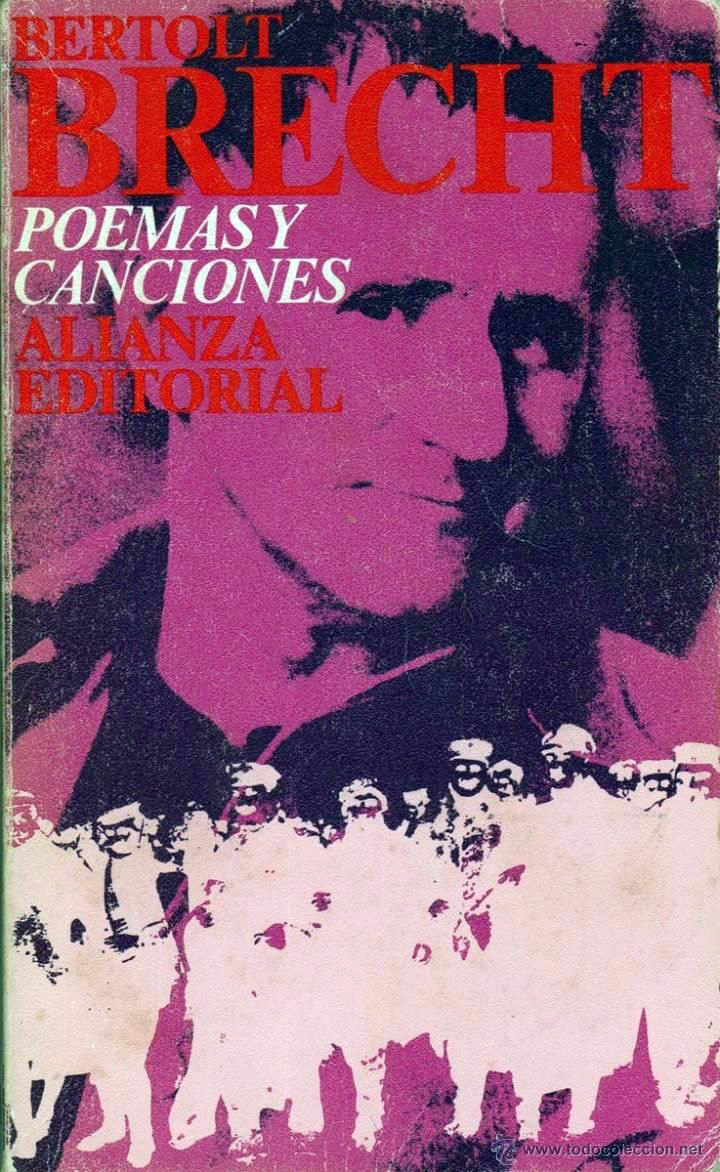 BERTOLT
BRECHT
POEMAS Y
CANCIONES
ALIANZA
EDITORIAL
© www.todocoleccion.net